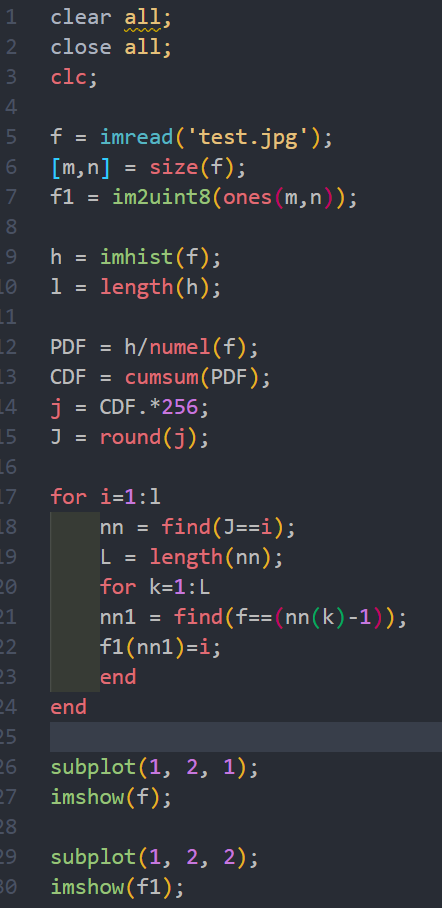 1 clear all;
2 close all;
3 clc;
4
5 f = imread('test.jpg');
6 [m,n] = size(f);
7 f1 = im2uint8(ones(m,n));
8
9 h = imhist(f);
10 l = length(h);
11
12 PDF = h/numel(f);
13 CDF = cumsum(PDF);
14 j = CDF.*256;
15 J = round(j);
16
17 for i=1:l
18     nn = find(J==i);
19     L = length(nn);
20     for k=1:L
21     nn1 = find(f==(nn(k)-1));
22     f1(nn1)=i;
23     end
24 end
25
26 subplot(1, 2, 1);
27 imshow(f);
28
29 subplot(1, 2, 2);
30 imshow(f1);